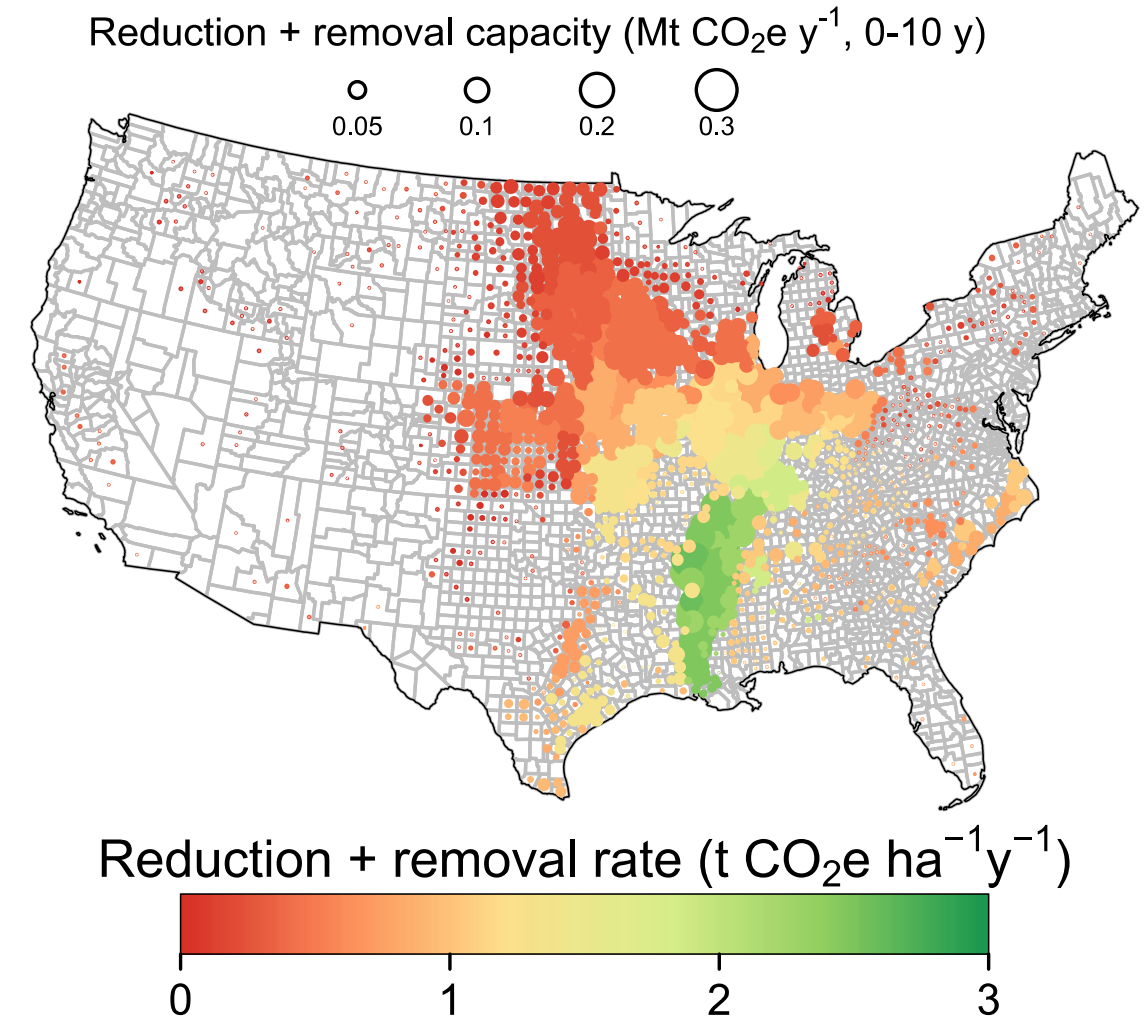 Reduction + removal capacity (Mt CO₂e y⁻¹, 0-10 y)
0.05 0.1 0.2 0.3
Reduction + removal rate (t CO₂e ha⁻¹y⁻¹)
0 1 2 3